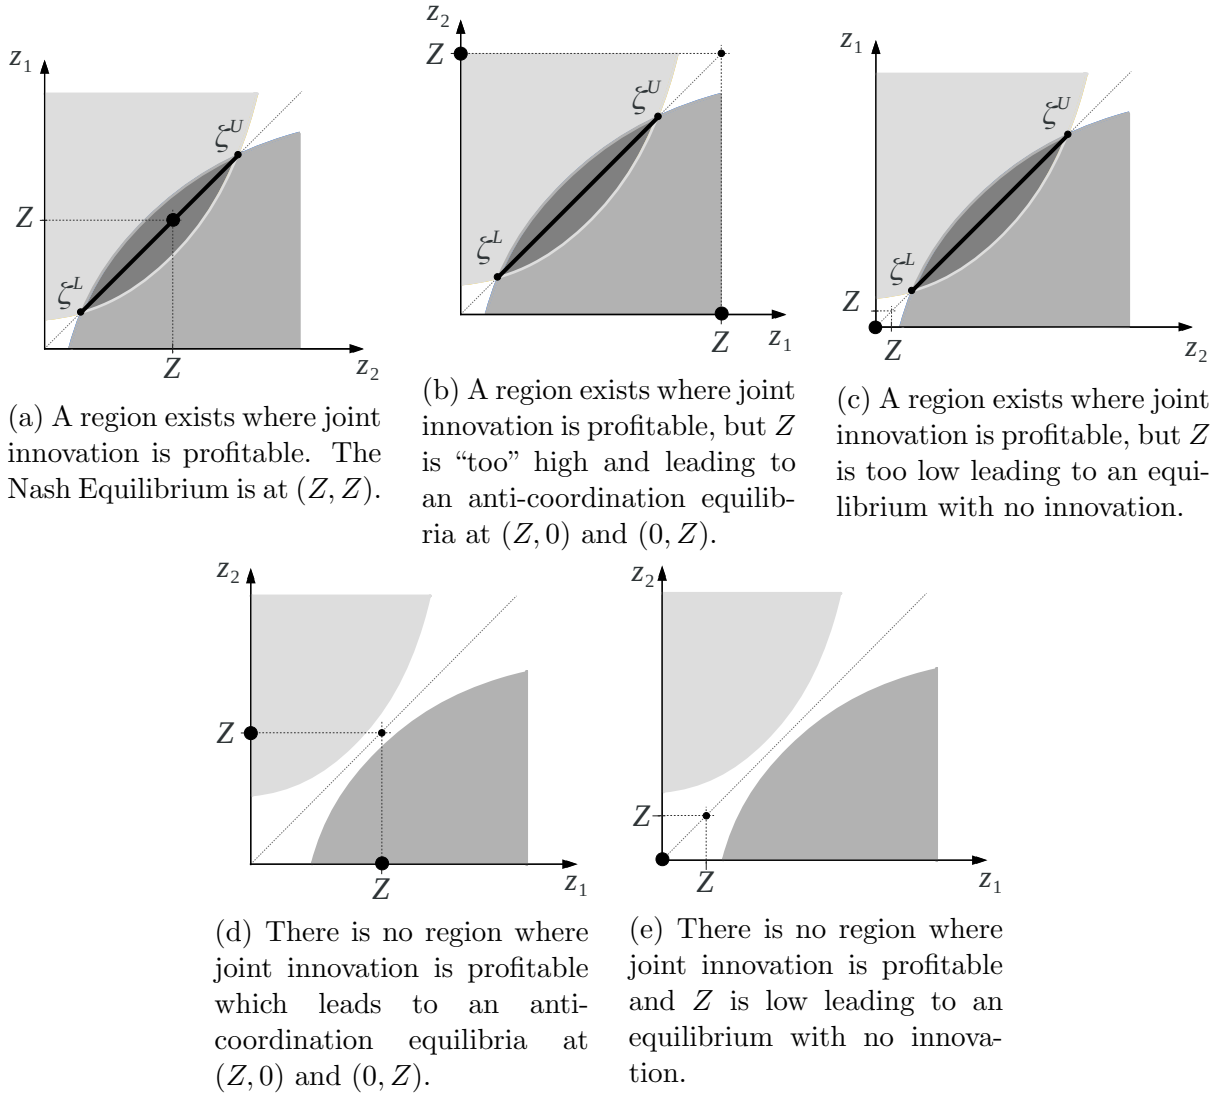 z1
ζU
Z
ζL
Z
z2
(a) A region exists where joint
innovation is profitable. The
Nash Equilibrium is at (Z, Z).
z2
Z
ζU
ζL
Z
z1
(b) A region exists where joint
innovation is profitable, but Z
is “too” high and leading to
an anti-coordination equilib-
ria at (Z, 0) and (0, Z).
z1
ζU
ζL
Z
Z
z2
(c) A region exists where joint
innovation is profitable, but Z
is too low leading to an equi-
librium with no innovation.
z2
Z
Z
z1
(d) There is no region where
joint innovation is profitable
which leads to an anti-
coordination equilibria at
(Z, 0) and (0, Z).
z2
Z
Z
z1
(e) There is no region where
joint innovation is profitable
and Z is low leading to an
equilibrium with no innova-
tion.